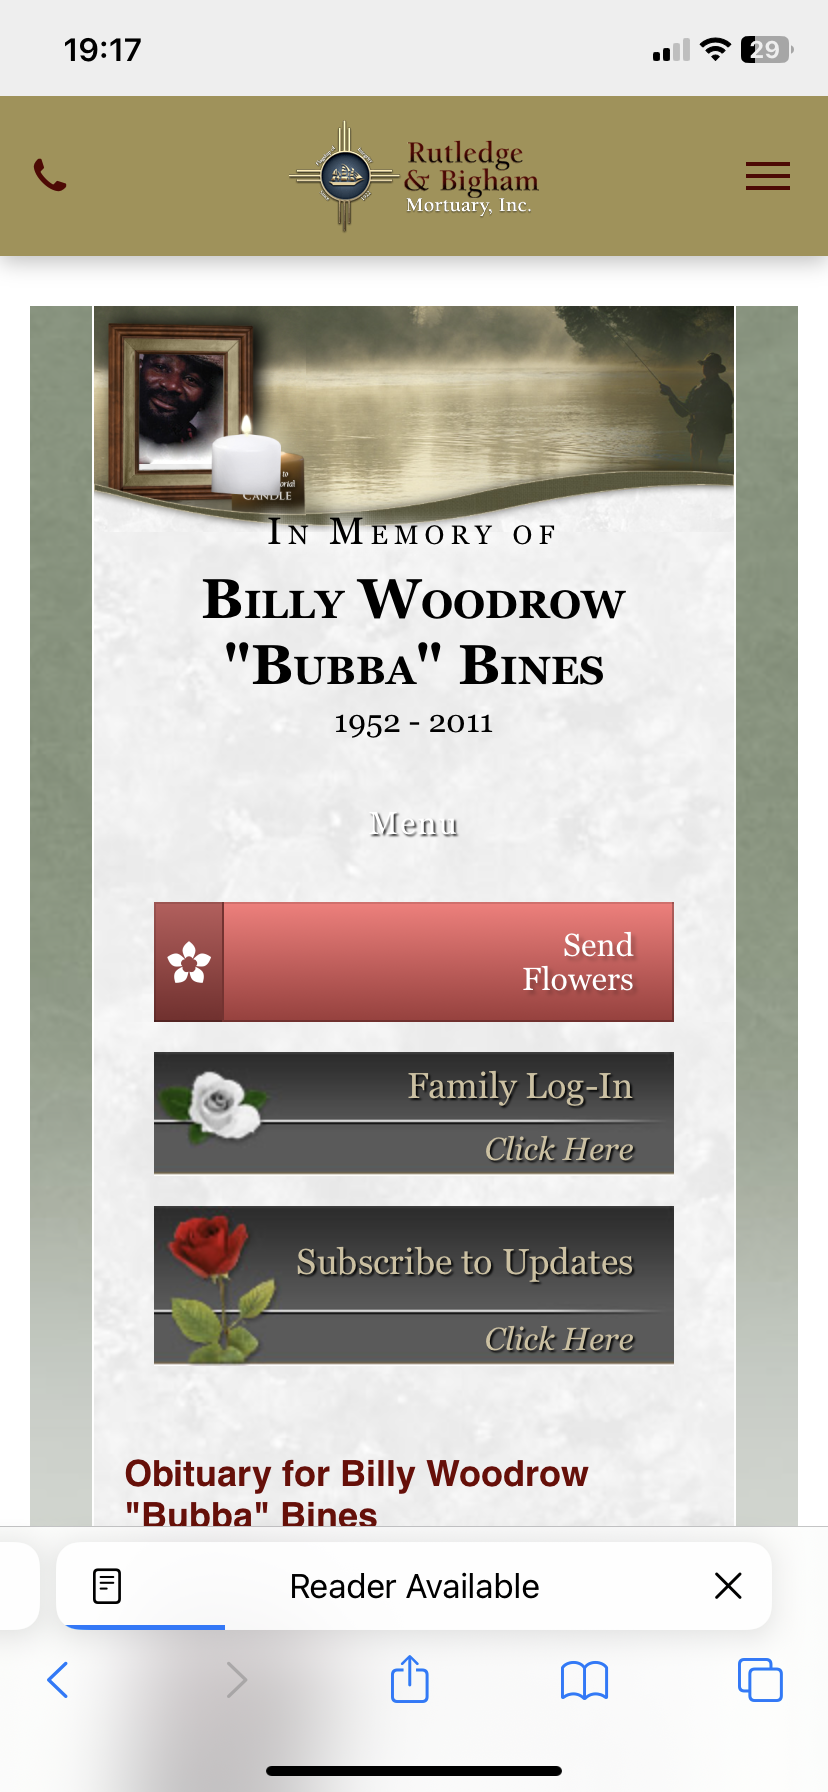 19:17
29
Rutledge
& Bigham
Mortuary, Inc.
to
CANDLE
In Memory of
Billy Woodrow
"Bubba" Bines
1952 - 2011
Menu
Send
Flowers
Family Log-In
Click Here
Subscribe to Updates
Click Here
Obituary for Billy Woodrow
"Bubba" Bines
Reader Available